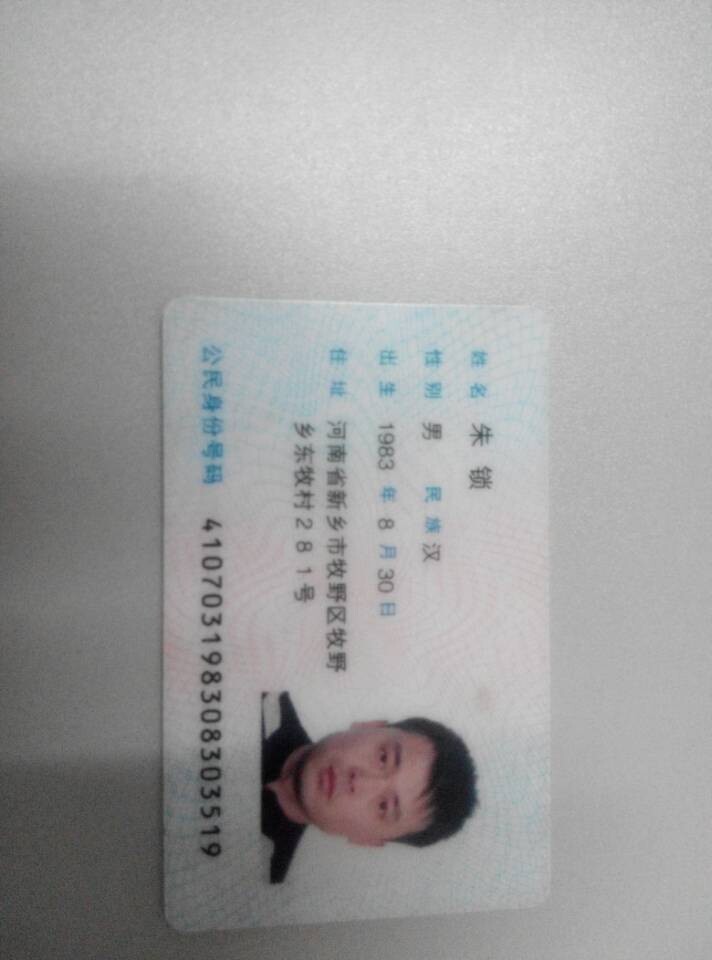 姓名 朱锁
性别 男 民族 汉
出生 1983 年 8 月 30 日
住址 河南省新乡市牧野区牧野
乡东牧村281号
公民身份号码 410703198308303519